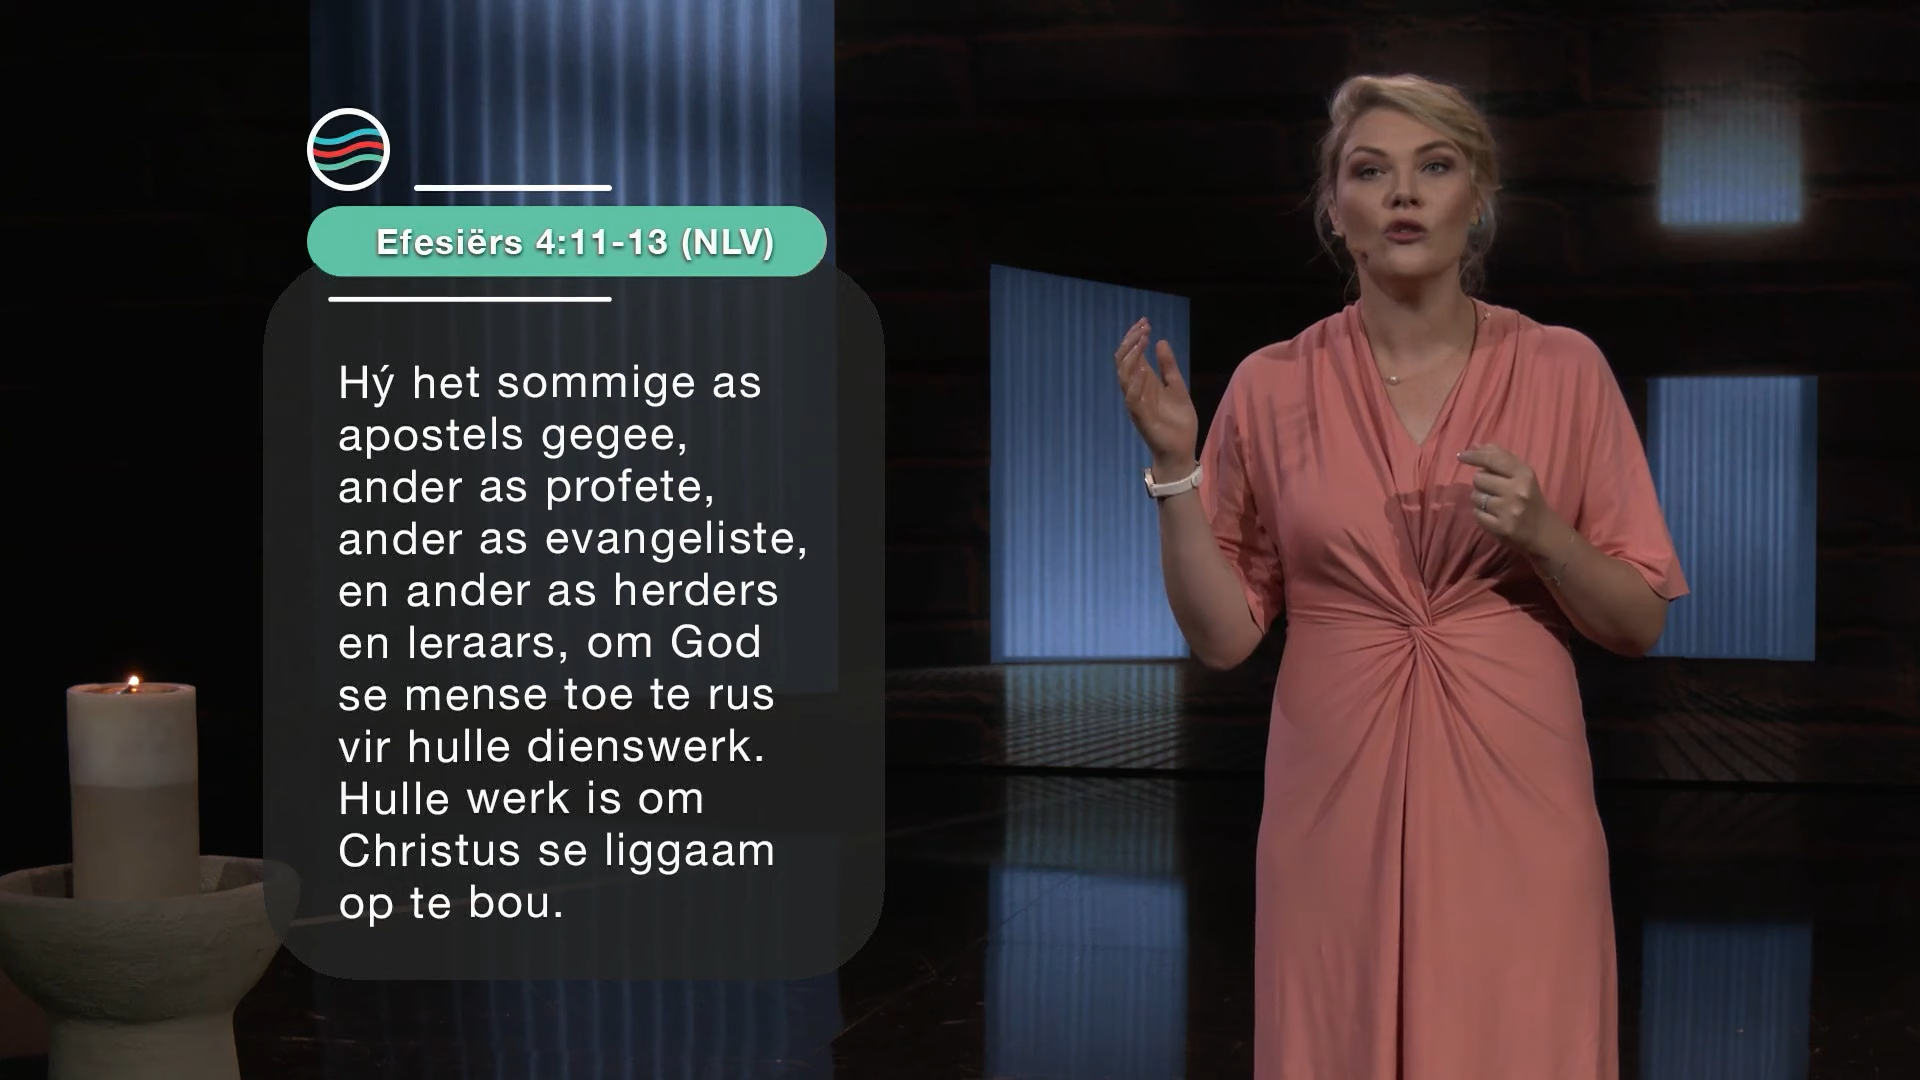 Efesiërs 4:11-13 (NLV)
Hý het sommige as
apostels gegee,
ander as profete,
ander as evangeliste,
en ander as herders
en leraars, om God
se mense toe te rus
vir hulle dienswerk.
Hulle werk is om
Christus se liggaam
op te bou.